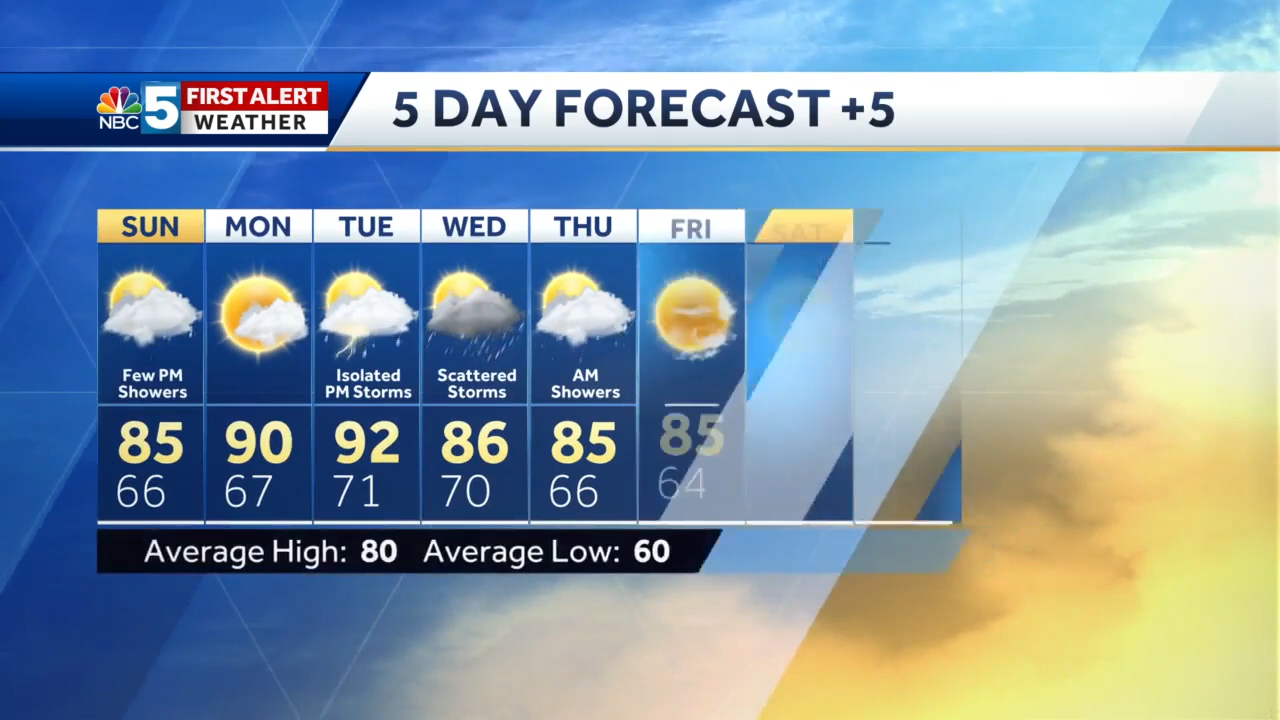 NBC 5 FIRST ALERT WEATHER
5 DAY FORECAST +5
SUN MON TUE WED THU FRI SAT
Few PM Showers
Isolated PM Storms
Scattered Storms
AM Showers
85 90 92 86 85 85
66 67 71 70 66 64
Average High: 80 Average Low: 60